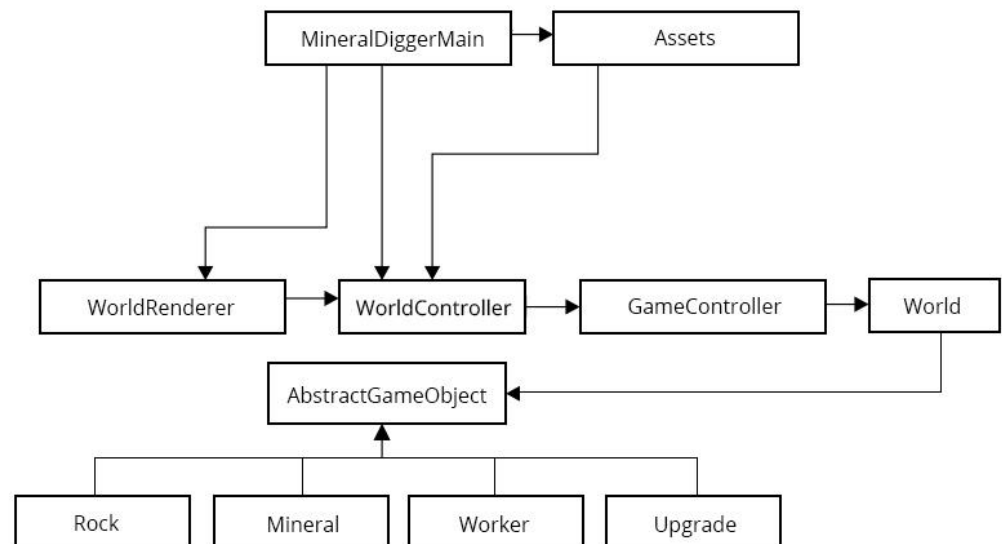 MineralDiggerMain
Assets
WorldRenderer
WorldController
GameController
World
AbstractGameObject
Rock
Mineral
Worker
Upgrade